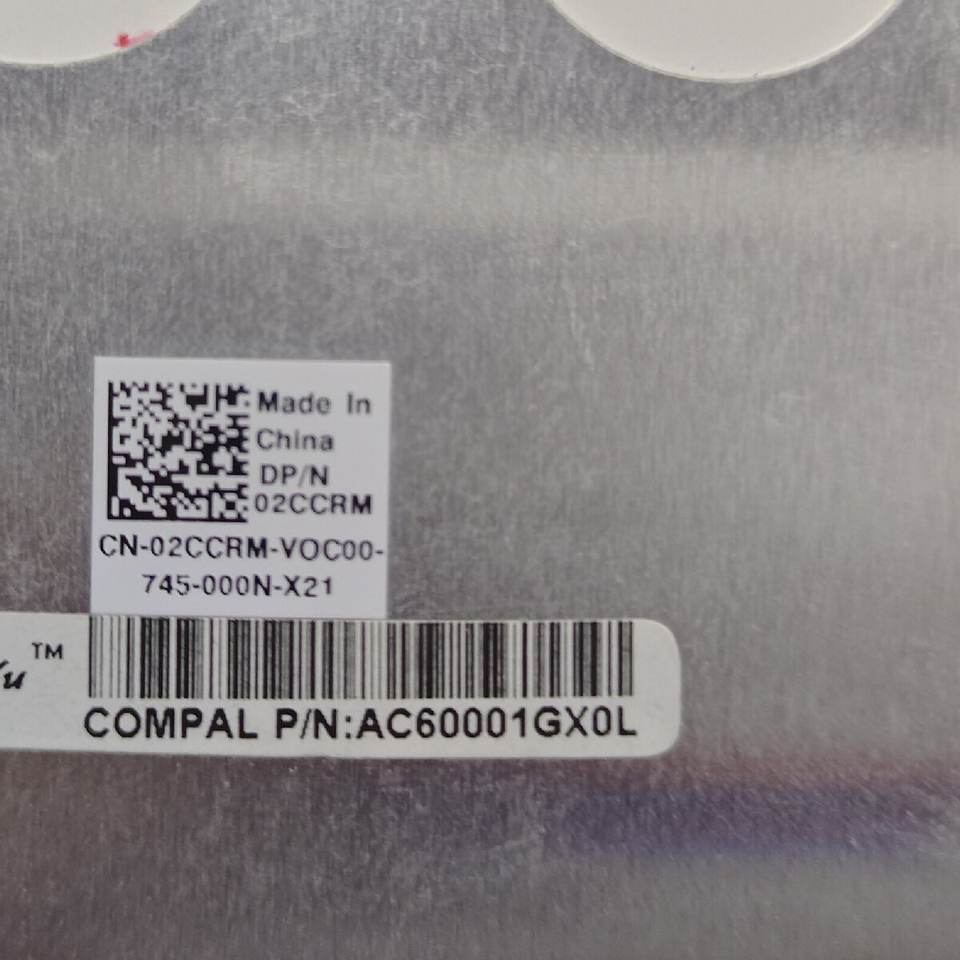 Made In
China
DP/N
02CCRM
CN-02CCRM-VOC00-
745-000N-X21
TM
COMPAL P/N:AC60001GX0L